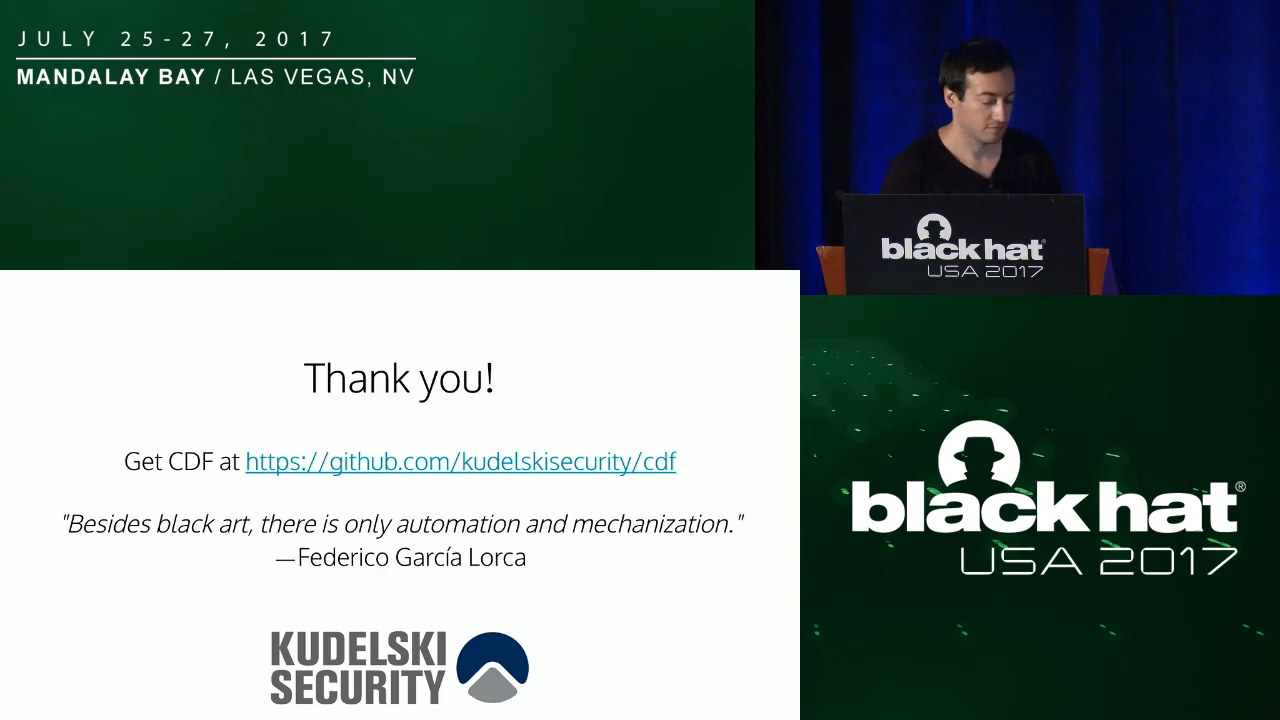 JULY 25-27, 2017
MANDALAY BAY / LAS VEGAS, NV
black hat®
USA 2017
Thank you!
Get CDF at https://github.com/kudelskisecurity/cdf
"Besides black art, there is only automation and mechanization."
—Federico García Lorca
KUDELSKI
SECURITY
black hat®
USA 2017